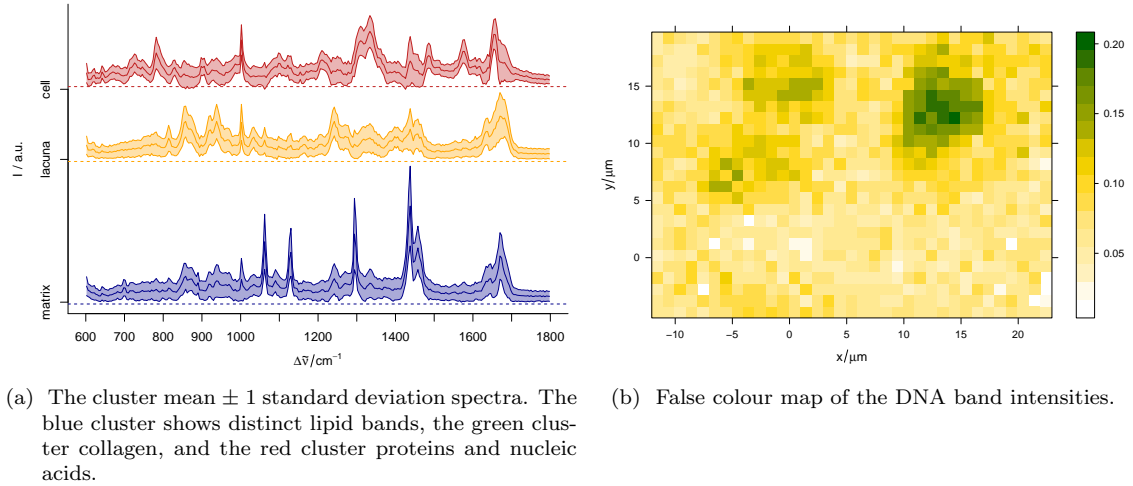 I / a.u.
cell
lacuna
matrix
600 700 800 900 1000 1200 1400 1600 1800
Δν̃/cm⁻¹
−10 −5 0 5 10 15 20
x/μm
y/μm
15
10
5
0
0.20
0.15
0.10
0.05
(a) The cluster mean ± 1 standard deviation spectra. The
blue cluster shows distinct lipid bands, the green clus-
ter collagen, and the red cluster proteins and nucleic
acids.
(b) False colour map of the DNA band intensities.